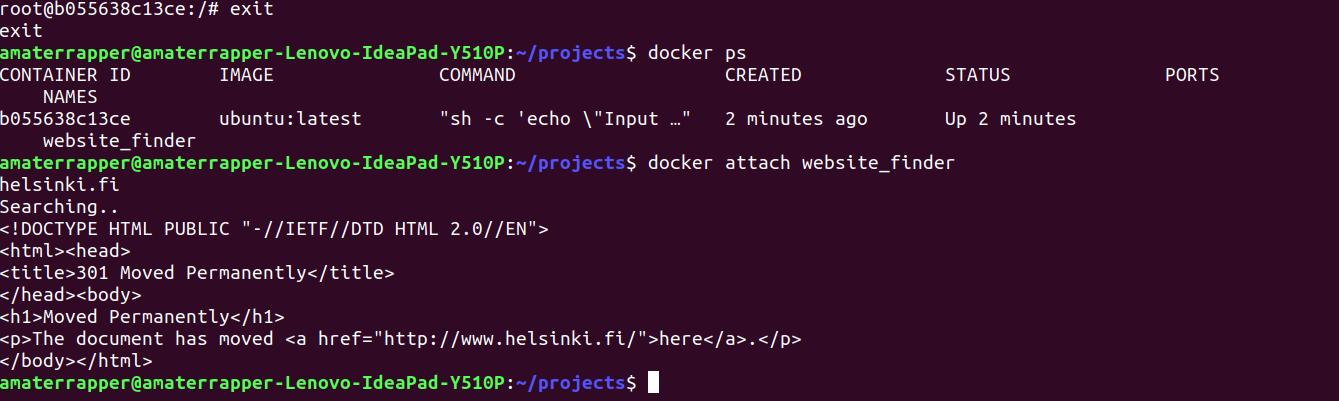 root@b055638c13ce:/# exit
exit
amaterrapper@amaterrapper-Lenovo-IdeaPad-Y510P:~/projects$ docker ps
CONTAINER ID        IMAGE               COMMAND                  CREATED             STATUS              PORTS
    NAMES
b055638c13ce        ubuntu:latest       "sh -c 'echo \"Input …"   2 minutes ago       Up 2 minutes
    website_finder
amaterrapper@amaterrapper-Lenovo-IdeaPad-Y510P:~/projects$ docker attach website_finder
helsinki.fi
Searching..
<!DOCTYPE HTML PUBLIC "-//IETF//DTD HTML 2.0//EN">
<html><head>
<title>301 Moved Permanently</title>
</head><body>
<h1>Moved Permanently</h1>
<p>The document has moved <a href="http://www.helsinki.fi/">here</a>.</p>
</body></html>
amaterrapper@amaterrapper-Lenovo-IdeaPad-Y510P:~/projects$